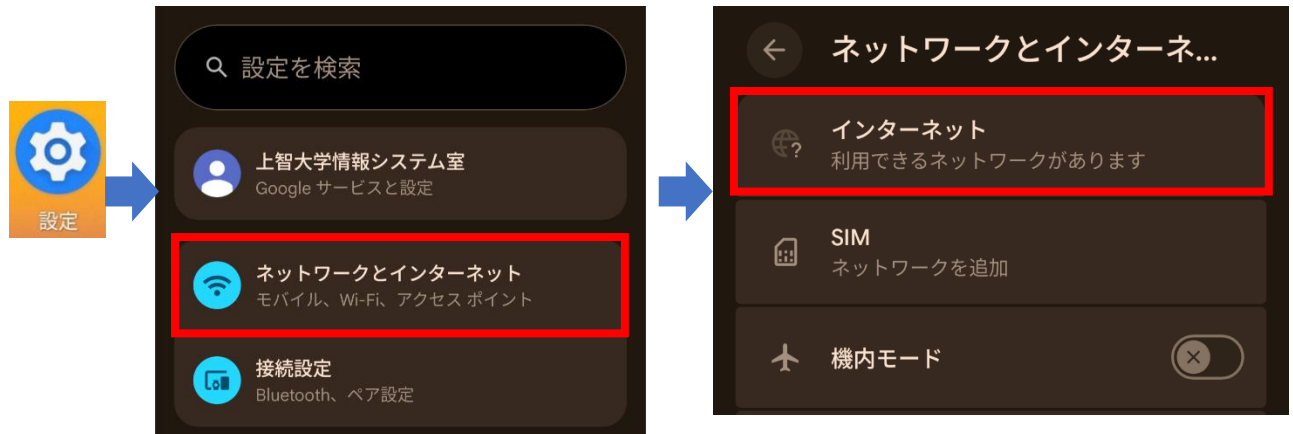 設定
設定を検索
上智大学情報システム室
Google サービスと設定
ネットワークとインターネット
モバイル、Wi-Fi、アクセス ポイント
接続設定
Bluetooth、ペア設定
ネットワークとインターネ...
インターネット
利用できるネットワークがあります
SIM
ネットワークを追加
機内モード